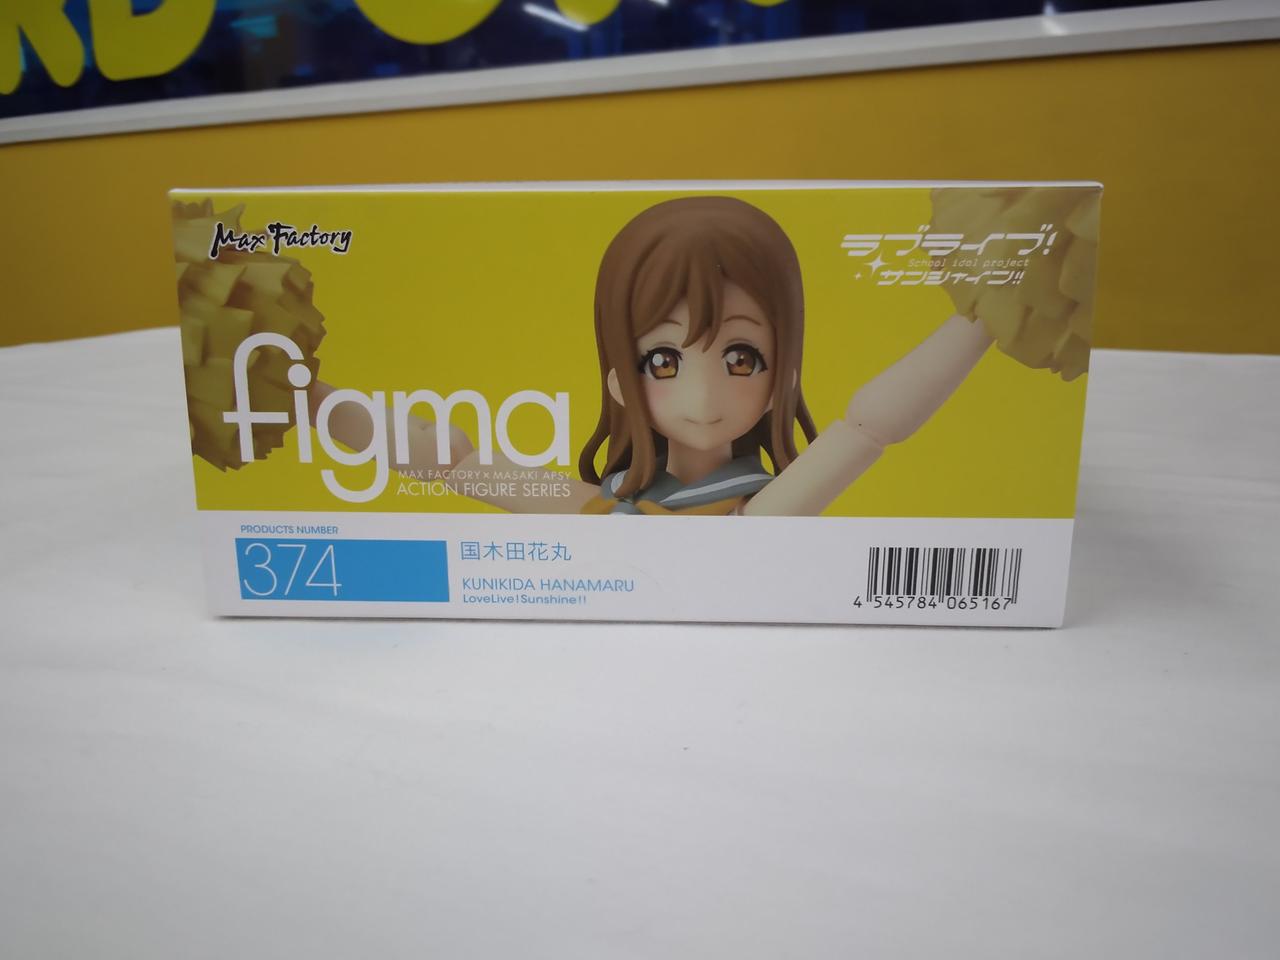 Max Factory
ラブライブ!
School idol project
サンシャイン!!
figma
MAX FACTORY × MASAKI APSY
ACTION FIGURE SERIES
PRODUCTS NUMBER
374
国木田花丸
KUNIKIDA HANAMARU
LoveLive!Sunshine!!
4 545784 065167